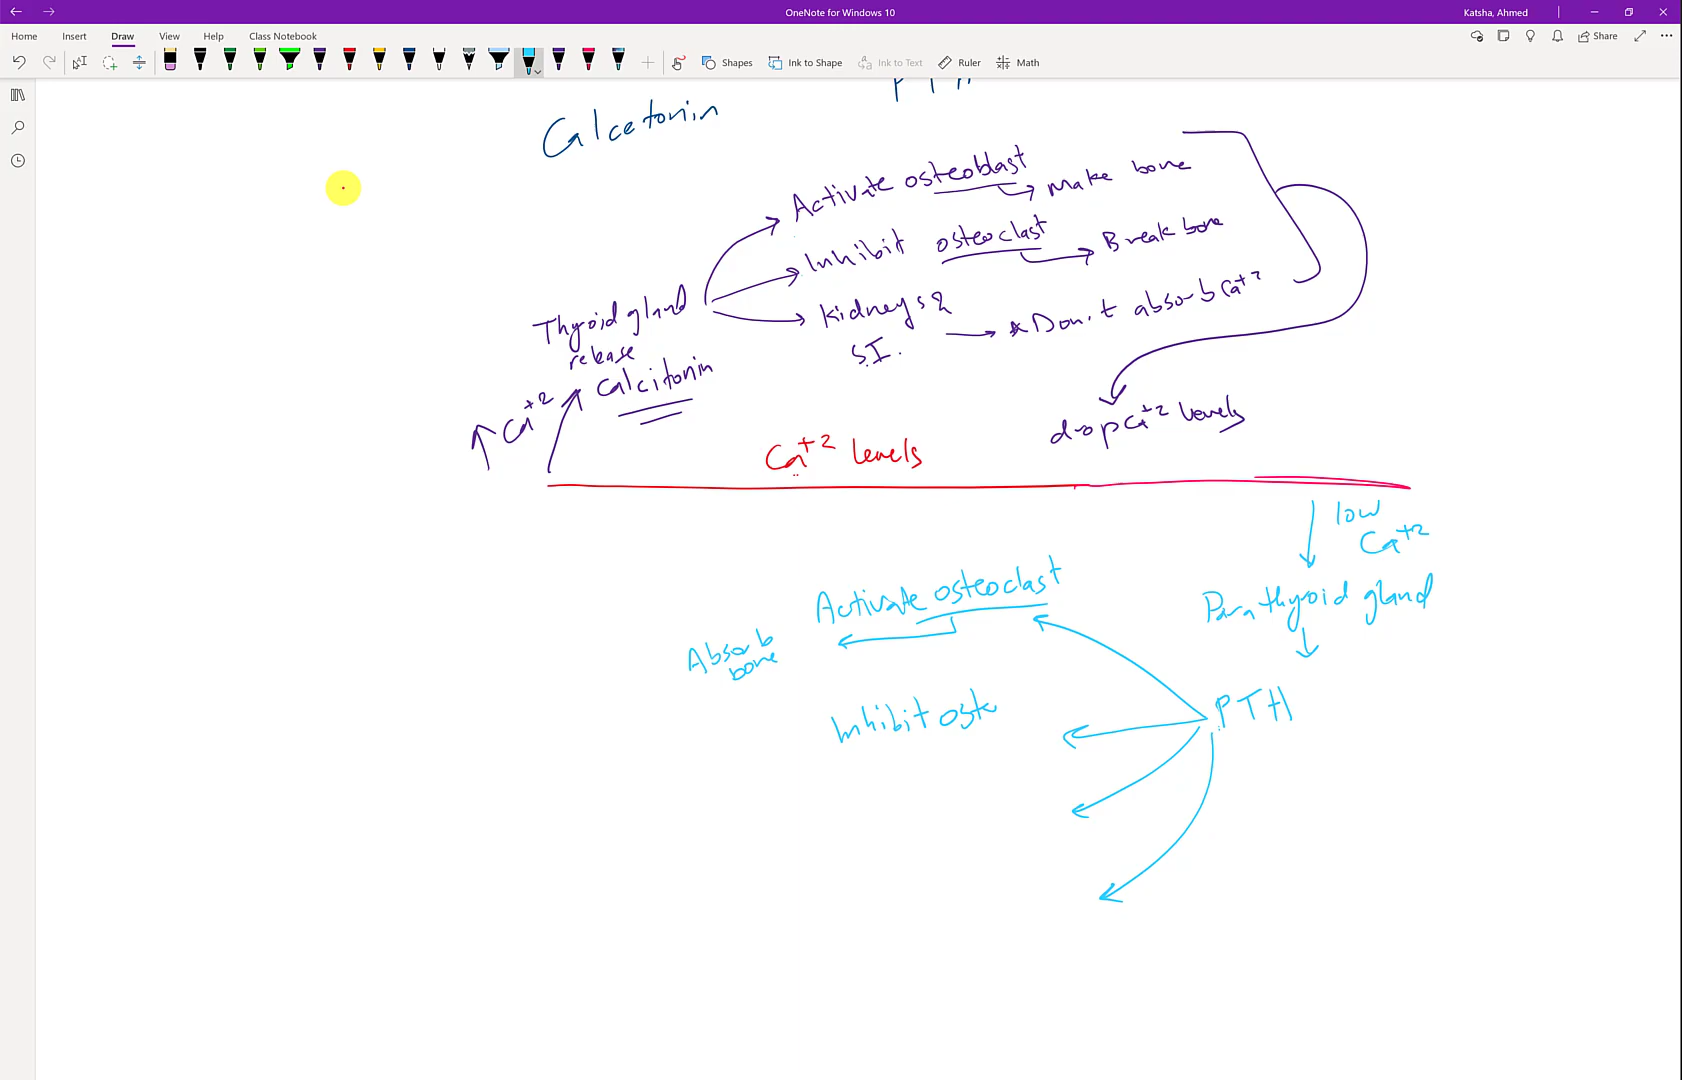 OneNote for Windows 10
Katsha, Ahmed
Home Insert Draw View Help Class Notebook
Share
Shapes Ink to Shape Ink to Text Ruler Math
PTH
Calcetonin
Activate osteoblast make bone
Inhibit osteoclast Break bone
Kidneys &
S.I.
* Don't absorb Ca+2
Thyroid gland
release
Calcitonin
↑ Ca+2
drop Ca+2 levels
Ca+2 levels
low
Ca+2
Activate osteoclast
Parathyroid gland
Absorb
bone
Inhibit oste
PTH